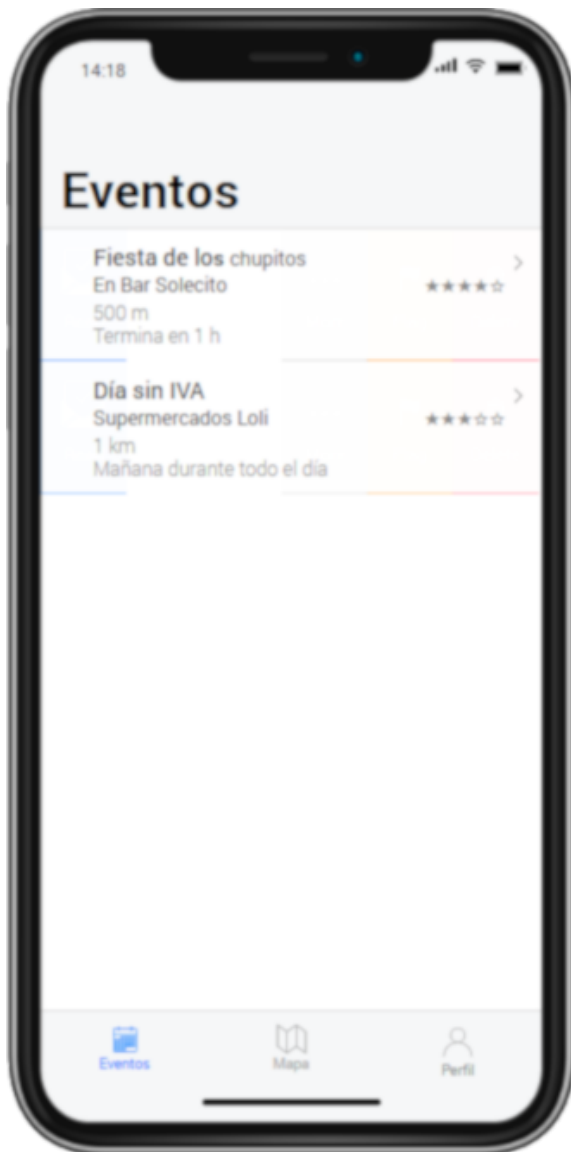 14:18
Eventos
Fiesta de los chupitos
En Bar Solecito
★★★★☆
500 m
Termina en 1 h
Día sin IVA
Supermercados Loli
★★★☆☆
1 km
Mañana durante todo el día
Eventos
Mapa
Perfil